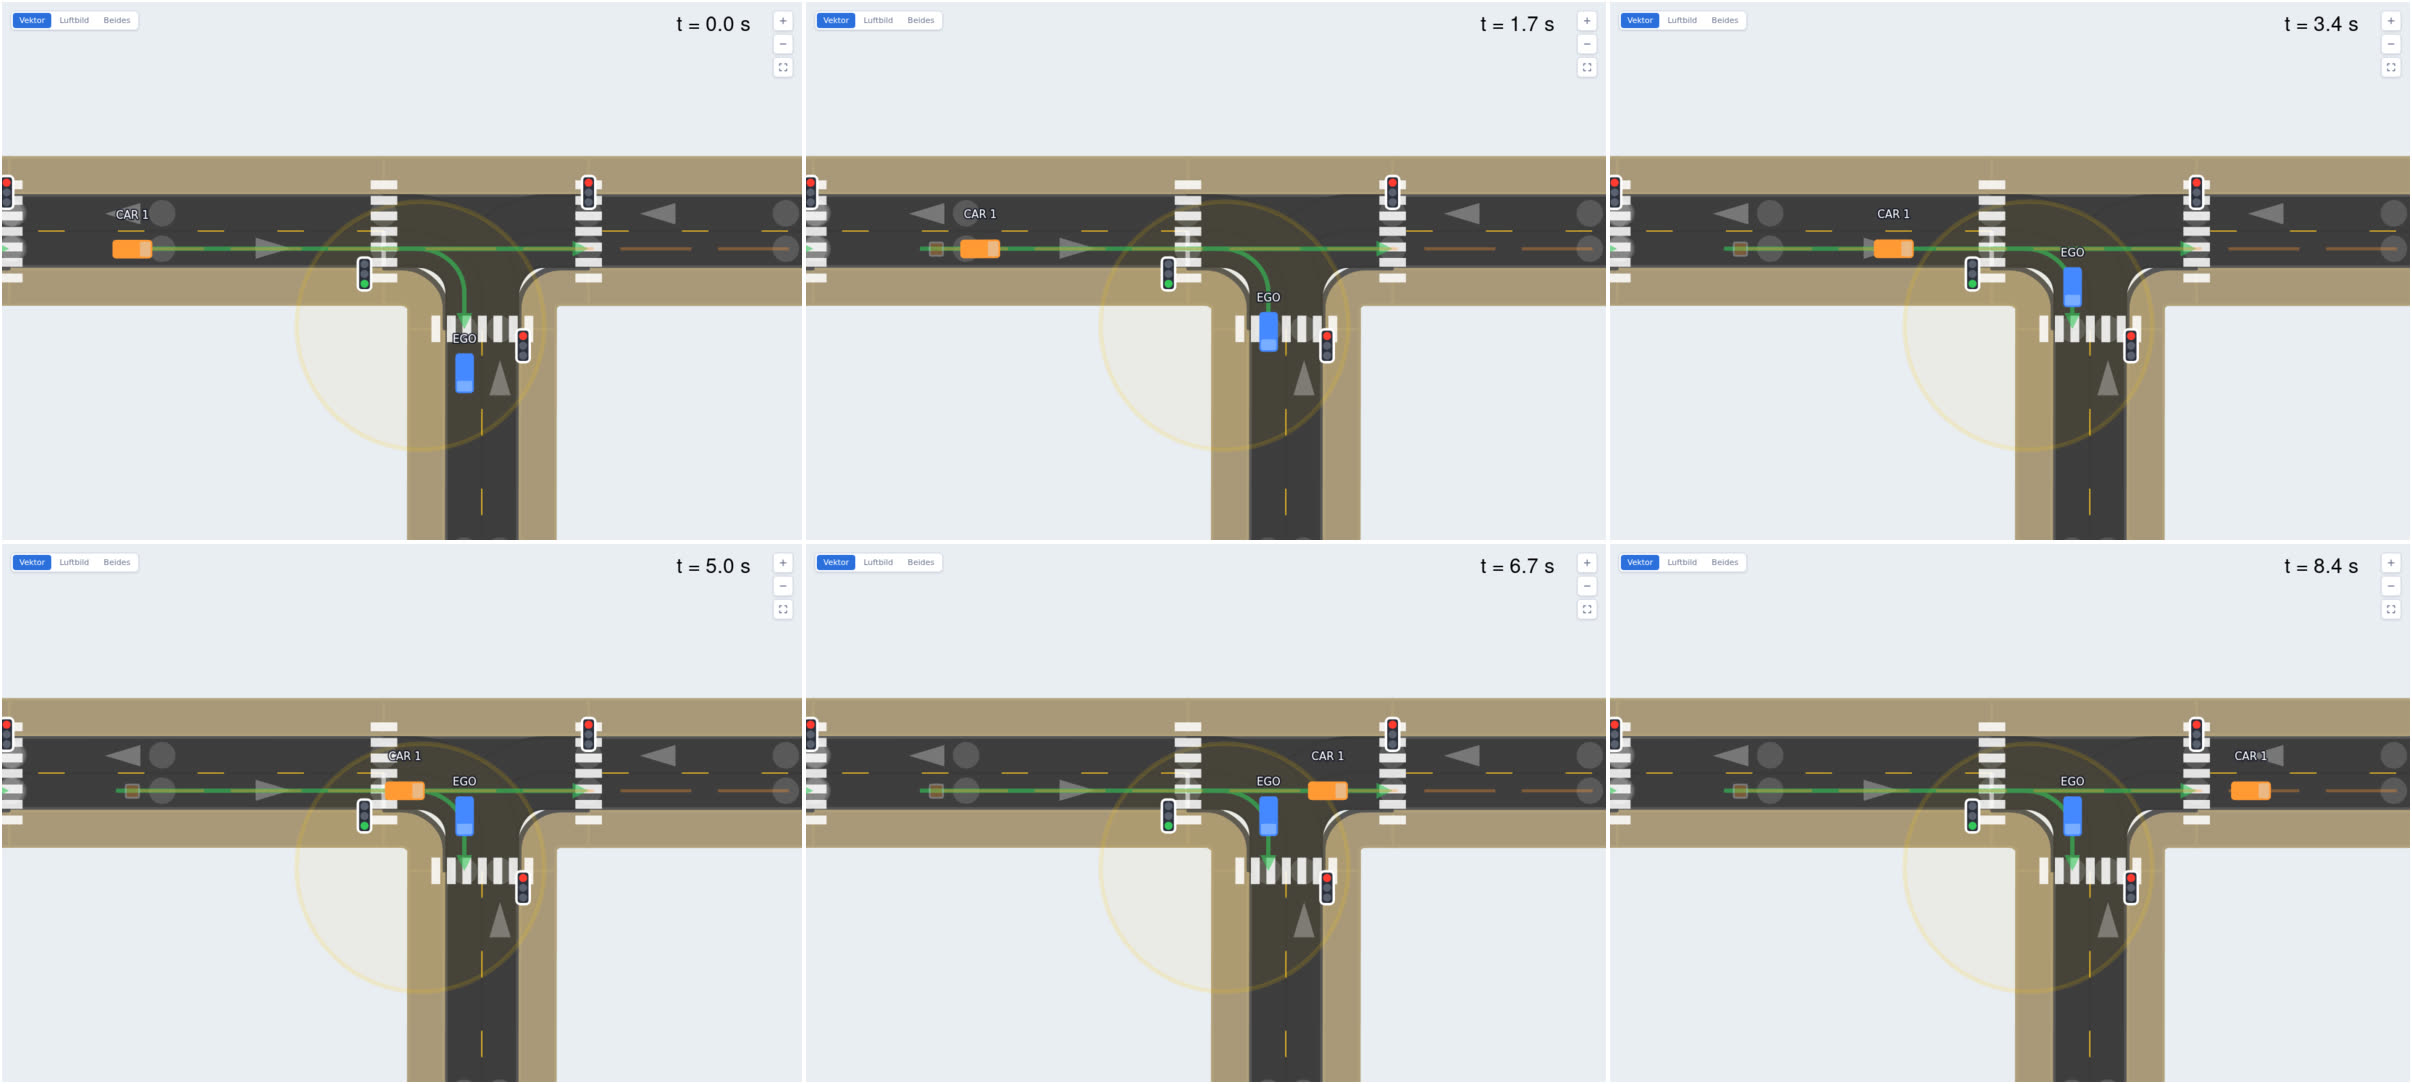 Vektor Luftbild Beides
t = 0.0 s
+
−
CAR 1
EGO
Vektor Luftbild Beides
t = 1.7 s
+
−
CAR 1
EGO
Vektor Luftbild Beides
t = 3.4 s
+
−
CAR 1
EGO
Vektor Luftbild Beides
t = 5.0 s
+
−
CAR 1
EGO
Vektor Luftbild Beides
t = 6.7 s
+
−
CAR 1
EGO
Vektor Luftbild Beides
t = 8.4 s
+
−
CAR 1
EGO